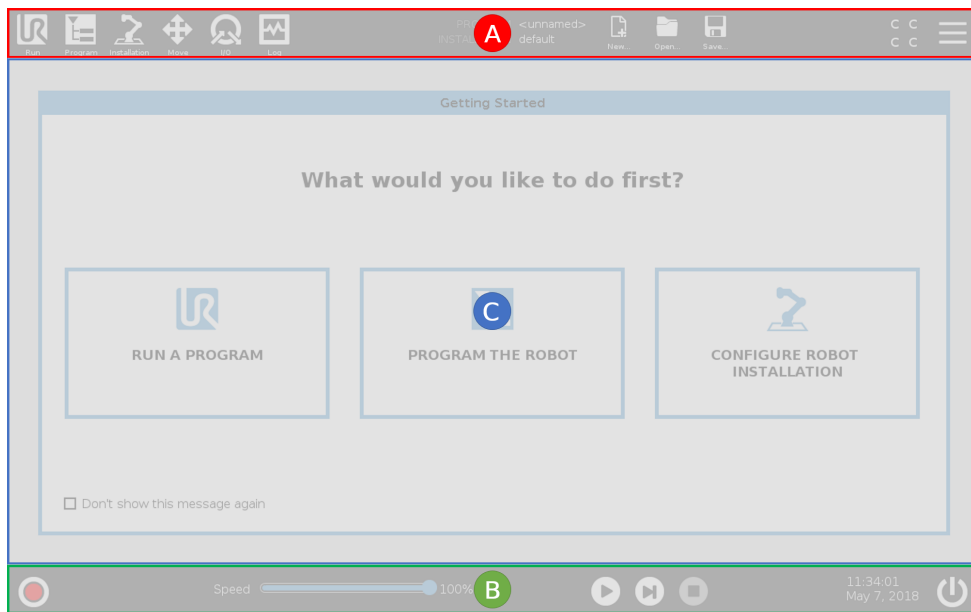 PR A <unnamed>
INSTAL default
Run Program Installation Move I/O Log New... Open... Save...
C C
C C
Getting Started
What would you like to do first?
C
RUN A PROGRAM
PROGRAM THE ROBOT
CONFIGURE ROBOT
INSTALLATION
Don't show this message again
Speed 100% B
11:34:01
May 7, 2018